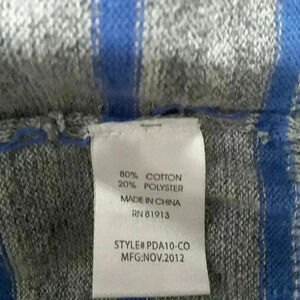 80% COTTON
20% POLYSTER
MADE IN CHINA
RN 81913
STYLE# PDA10-CO
MFG:NOV.2012